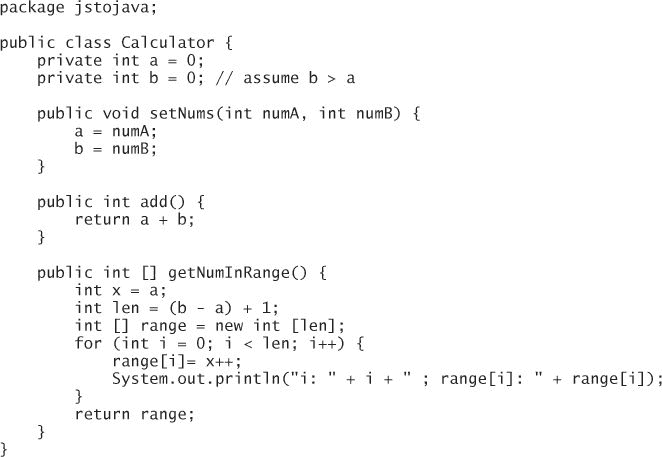 package jstojava;

public class Calculator {
    private int a = 0;
    private int b = 0; // assume b > a

    public void setNums(int numA, int numB) {
        a = numA;
        b = numB;
    }

    public int add() {
        return a + b;
    }

    public int [] getNumInRange() {
        int x = a;
        int len = (b - a) + 1;
        int [] range = new int [len];
        for (int i = 0; i < len; i++) {
            range[i]= x++;
            System.out.println("i: " + i + " ; range[i]: " + range[i]);
        }
        return range;
    }
}